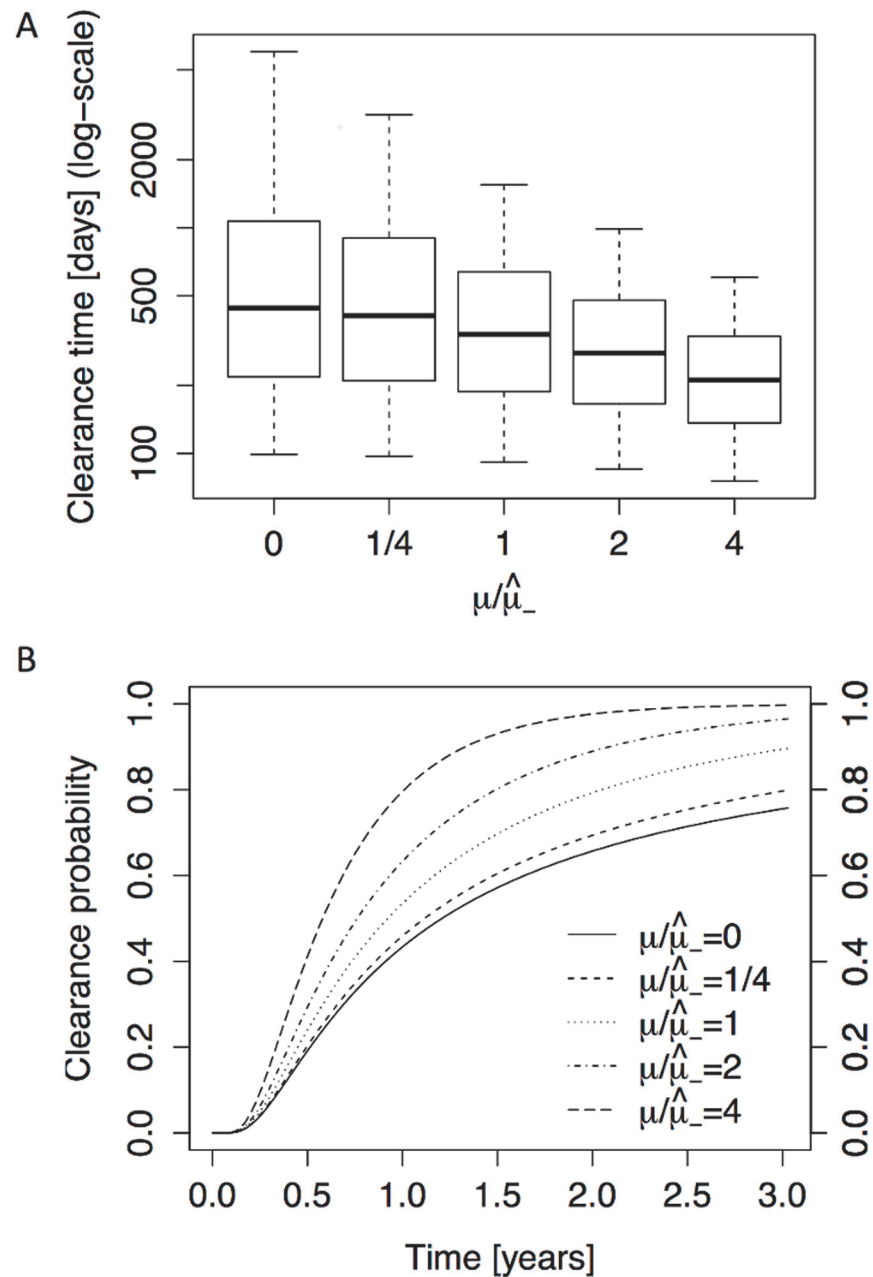 A
Clearance time [days] (log-scale)
2000
500
100
0 1/4 1 2 4
μ/μ̂_
B
Clearance probability
1.0 1.0
0.8 0.8
0.6 0.6
0.4 0.4
0.2 0.2
0.0 0.0
μ/μ̂_=0
μ/μ̂_=1/4
μ/μ̂_=1
μ/μ̂_=2
μ/μ̂_=4
0.0 0.5 1.0 1.5 2.0 2.5 3.0
Time [years]